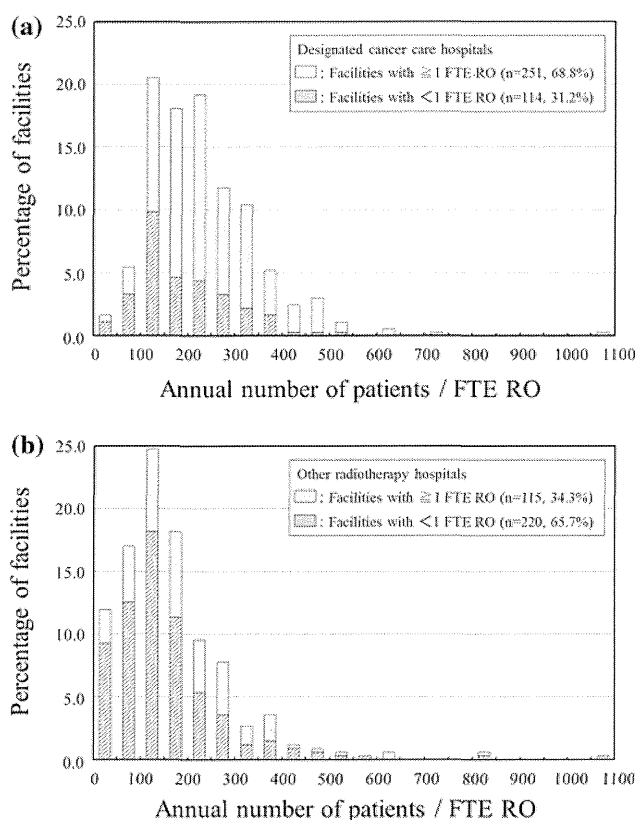 (a)
25.0
20.0
15.0
10.0
5.0
0.0
Percentage of facilities
Designated cancer care hospitals
: Facilities with ≧ 1 FTE-RO (n=251, 68.8%)
: Facilities with <1 FTE RO (n=114, 31.2%)
0 100 200 300 400 500 600 700 800 900 1000 1100
Annual number of patients / FTE RO
(b)
25.0
20.0
15.0
10.0
5.0
0.0
Percentage of facilities
Other radiotherapy hospitals
: Facilities with ≧ 1 FTE RO (n=115, 34.3%)
: Facilities with <1 FTE RO (n=220, 65.7%)
0 100 200 300 400 500 600 700 800 900 1000 1100
Annual number of patients / FTE RO